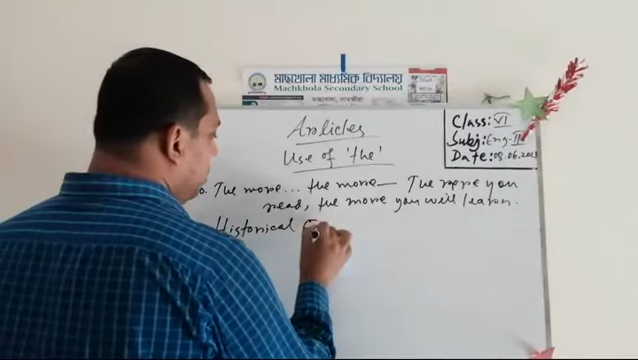 মাছখোলা মাধ্যমিক বিদ্যালয়
Machkhola Secondary School
Articles
Use of 'the'
Class: VI
Subj: Eng-II
Date: 08.06.2021
The more... the more— The more you
read, the more you will learn.
Historical